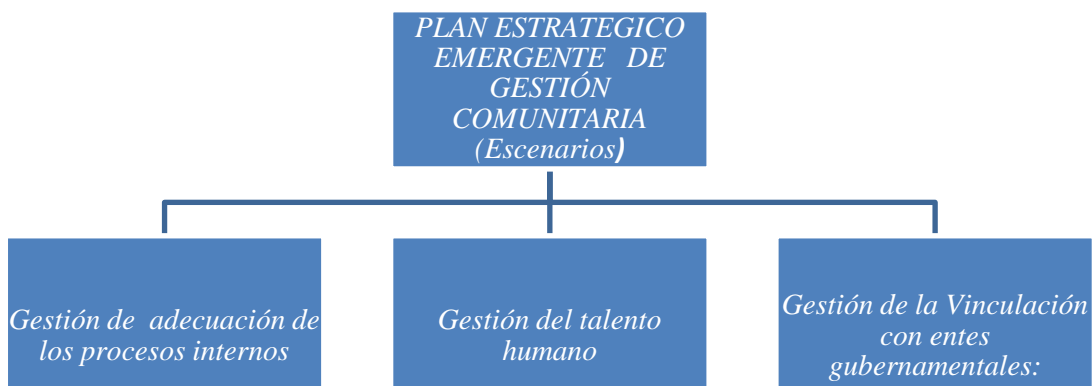 PLAN ESTRATEGICO
EMERGENTE DE
GESTIÓN
COMUNITARIA
(Escenarios)
Gestión de adecuación de
los procesos internos
Gestión del talento
humano
Gestión de la Vinculación
con entes
gubernamentales: